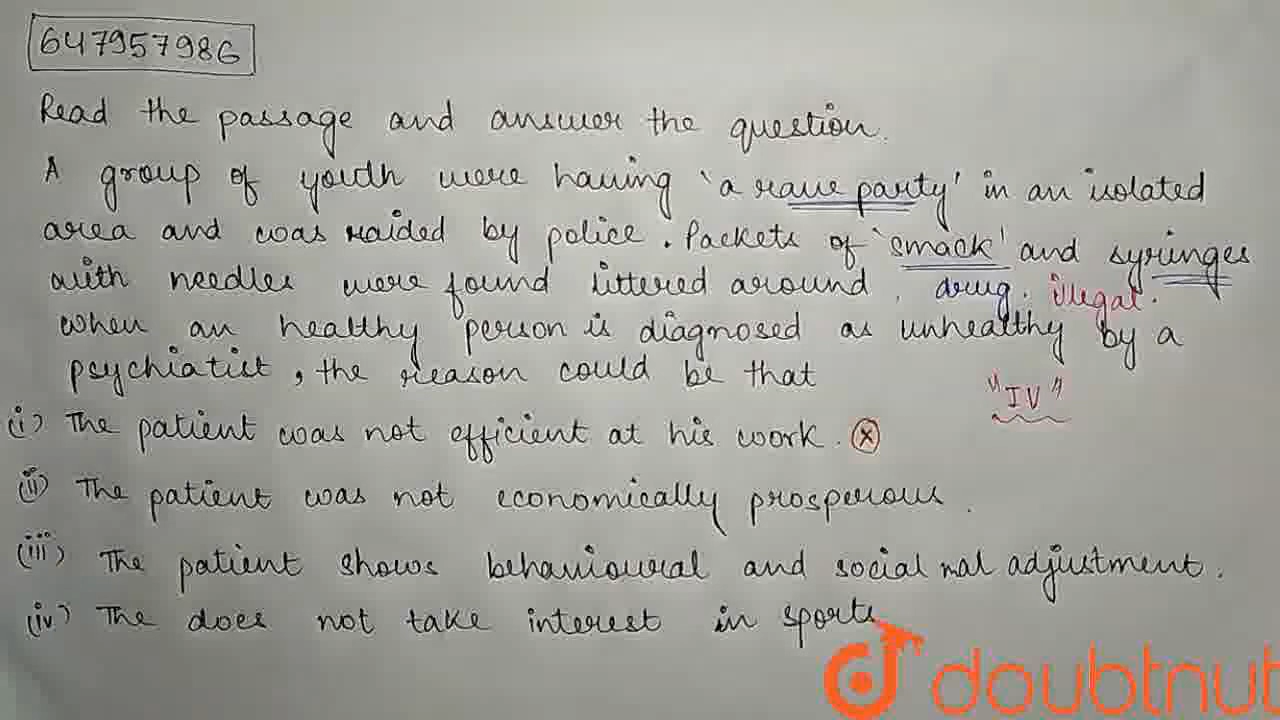 647957986
Read the passage and answer the question.
A group of youth were having 'a rave party' in an isolated
area and was raided by police. Packets of 'smack' and syringes
with needles were found littered around. drug. illegal.
when an healthy person is diagnosed as unhealthy by a
psychiatist, the reason could be that
"IV"
(i) The patient was not efficient at his work. x
(ii) The patient was not economically prosperous.
(iii) The patient shows behavioural and social mal adjustment.
(iv) The does not take interest in sports
doubtnut